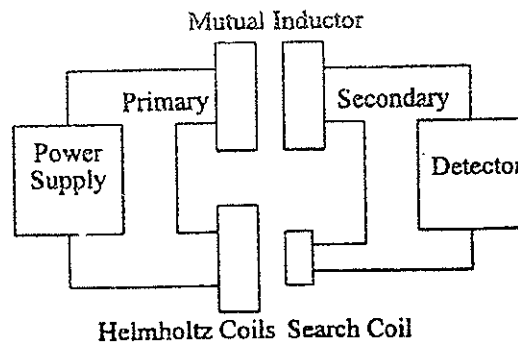 Mutual Inductor
Primary
Secondary
Power
Supply
Detector
Helmholtz Coils
Search Coil